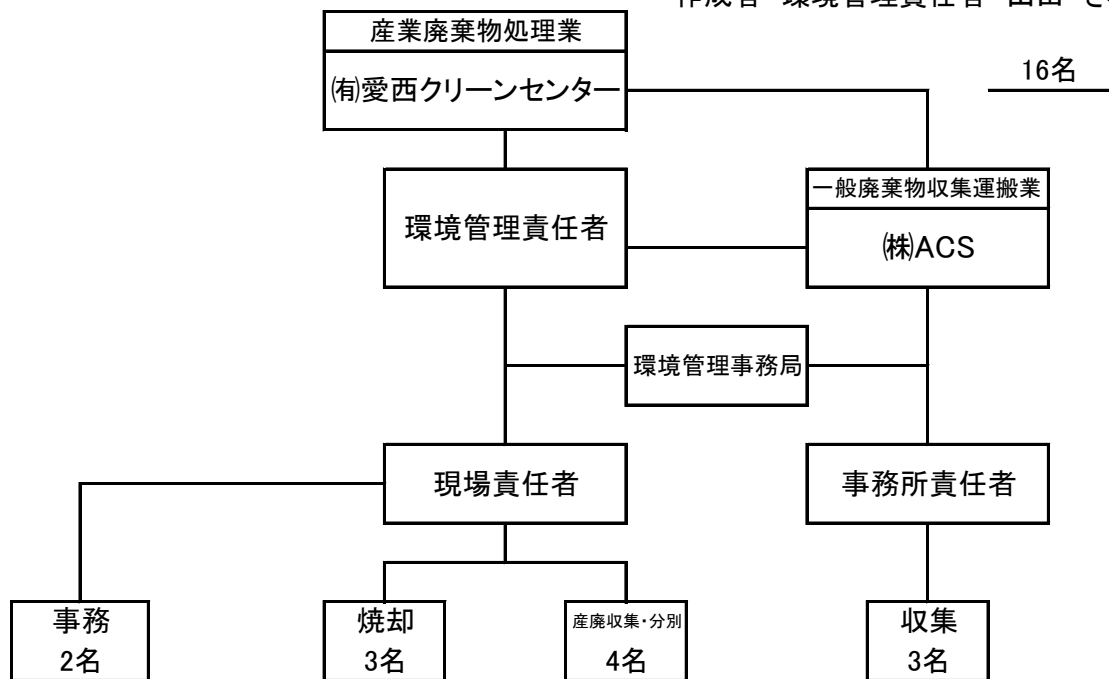 作成者 環境管理責任者
産業廃棄物処理業
㈲愛西クリーンセンター
16名
環境管理責任者
一般廃棄物収集運搬業
㈱ACS
環境管理事務局
現場責任者
事務所責任者
事務
2名
焼却
3名
産廃収集・分別
4名
収集
3名